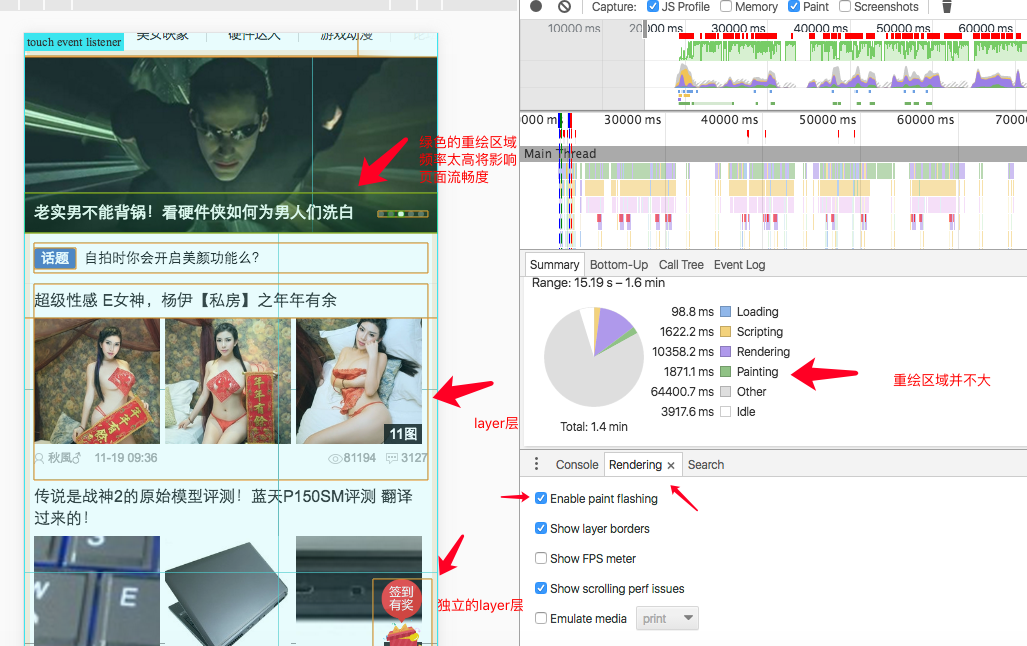 touch event listener
美女映象
硬件达人
游戏动漫
绿色的重绘区域
频率太高将影响
页面流畅度
老实男不能背锅！看硬件侠如何为男人们洗白
话题 自拍时你会开启美颜功能么?
超级性感 E女神，杨伊【私房】之年年有余
年年有餘
年年有餘
11图
layer层
秋風♂ 11-19 09:36 81194 3127
传说是战神2的原始模型评测！蓝天P150SM评测 翻译
过来的！
S
W
E
签到
有奖
独立的layer层
Capture: JS Profile Memory Paint Screenshots
10000 ms 20000 ms 30000 ms 40000 ms 50000 ms 60000 ms
000 ms 30000 ms 40000 ms 50000 ms 60000 ms 7000
Main Thread
Summary Bottom-Up Call Tree Event Log
Range: 15.19 s – 1.6 min
98.8 ms Loading
1622.2 ms Scripting
10358.2 ms Rendering
1871.1 ms Painting
64400.7 ms Other
3917.6 ms Idle
Total: 1.4 min
重绘区域并不大
Console Rendering × Search
Enable paint flashing
Show layer borders
Show FPS meter
Show scrolling perf issues
Emulate media print